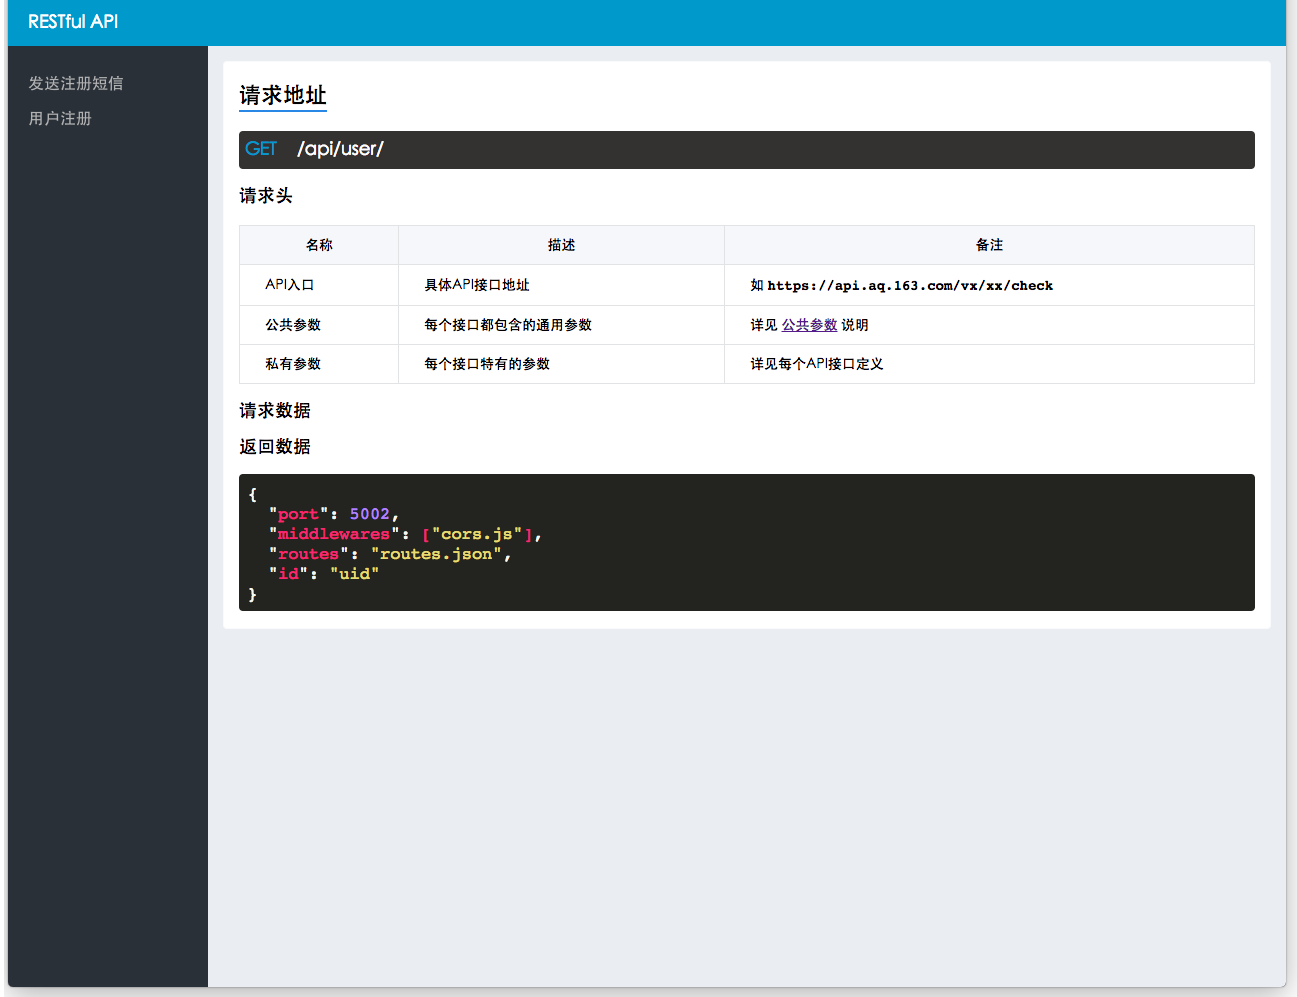 RESTful API
发送注册短信
用户注册
请求地址
GET /api/user/
请求头
名称 描述 备注
API入口 具体API接口地址 如 https://api.aq.163.com/vx/xx/check
公共参数 每个接口都包含的通用参数 详见 公共参数 说明
私有参数 每个接口特有的参数 详见每个API接口定义
请求数据
返回数据
{
"port": 5002,
"middlewares": ["cors.js"],
"routes": "routes.json",
"id": "uid"
}